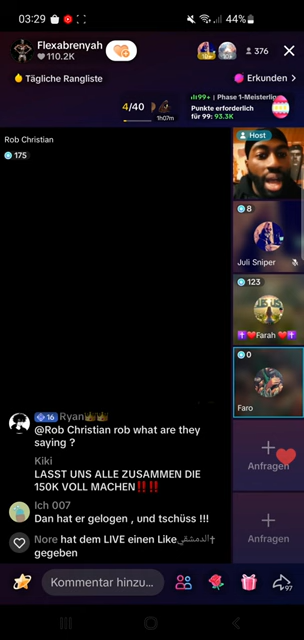 03:29
44%
Flexabrenyah
110.2K
376
Tägliche Rangliste
Erkunden >
4/40
1h07m
99+ | Phase 1-Meisterlin
Punkte erforderlich
für 99: 93.3K
Rob Christian
175
Host
8
Juli Sniper
123
✝️❤️Farah❤️✝️
0
Faro
16 Ryan👑👑
@Rob Christian rob what are they
saying ?
Kiki
LASST UNS ALLE ZUSAMMEN DIE
150K VOLL MACHEN‼️‼️
Ich 007
Dan hat er gelogen , und tschüss !!!
Nore hat dem LIVE einen Like الدمشقي✝
gegeben
+
Anfragen
+
Anfragen
Kommentar hinzu...
97